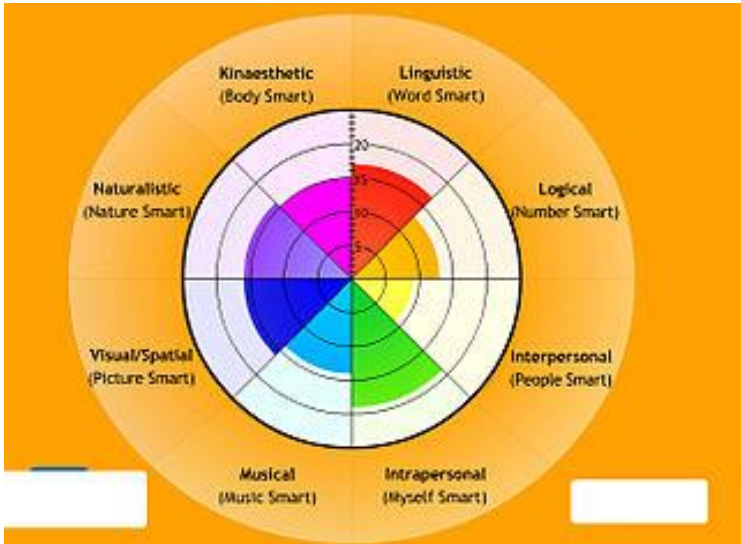 Kinaesthetic
(Body Smart)
Linguistic
(Word Smart)
Naturalistic
(Nature Smart)
Logical
(Number Smart)
Visual/Spatial
(Picture Smart)
Interpersonal
(People Smart)
Musical
(Music Smart)
Intrapersonal
(Myself Smart)
20
15
10
5